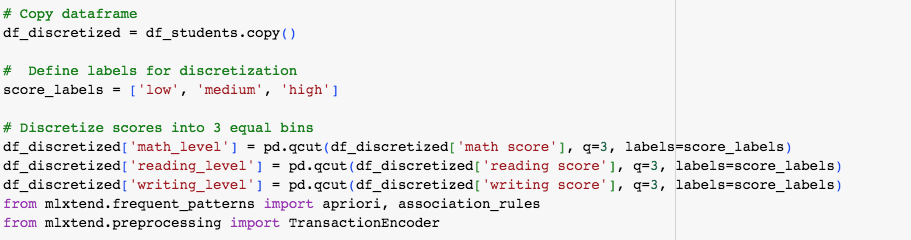 # Copy dataframe
df_discretized = df_students.copy()
#  Define labels for discretization
score_labels = ['low', 'medium', 'high']
# Discretize scores into 3 equal bins
df_discretized['math_level'] = pd.qcut(df_discretized['math score'], q=3, labels=score_labels)
df_discretized['reading_level'] = pd.qcut(df_discretized['reading score'], q=3, labels=score_labels)
df_discretized['writing_level'] = pd.qcut(df_discretized['writing score'], q=3, labels=score_labels)
from mlxtend.frequent_patterns import apriori, association_rules
from mlxtend.preprocessing import TransactionEncoder